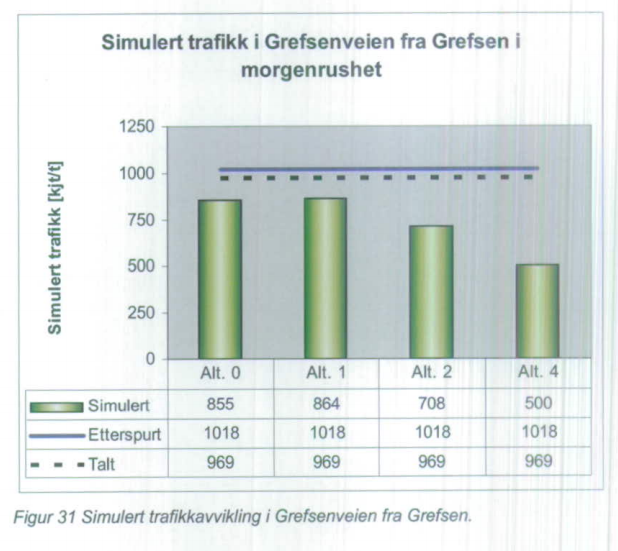 Simulert trafikk i Grefsenveien fra Grefsen i
morgenrushet
Simulert trafikk [kjt/t]
1250
1000
750
500
250
0
Alt. 0 Alt. 1 Alt. 2 Alt. 4
Simulert 855 864 708 500
Etterspurt 1018 1018 1018 1018
Talt 969 969 969 969
Figur 31 Simulert trafikkavvikling i Grefsenveien fra Grefsen.